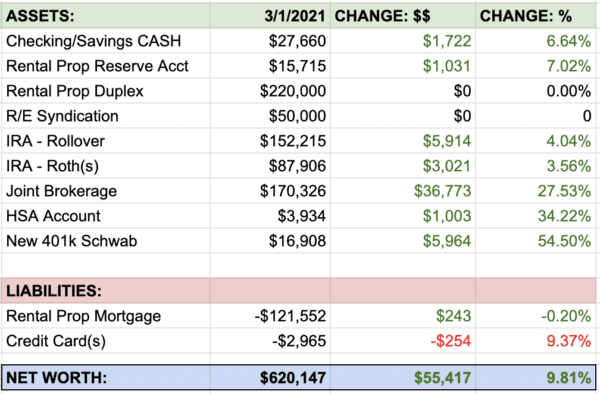 ASSETS: 3/1/2021 CHANGE: $$ CHANGE: %
Checking/Savings CASH $27,660 $1,722 6.64%
Rental Prop Reserve Acct $15,715 $1,031 7.02%
Rental Prop Duplex $220,000 $0 0.00%
R/E Syndication $50,000 $0 0
IRA - Rollover $152,215 $5,914 4.04%
IRA - Roth(s) $87,906 $3,021 3.56%
Joint Brokerage $170,326 $36,773 27.53%
HSA Account $3,934 $1,003 34.22%
New 401k Schwab $16,908 $5,964 54.50%
LIABILITIES:
Rental Prop Mortgage -$121,552 $243 -0.20%
Credit Card(s) -$2,965 -$254 9.37%
NET WORTH: $620,147 $55,417 9.81%